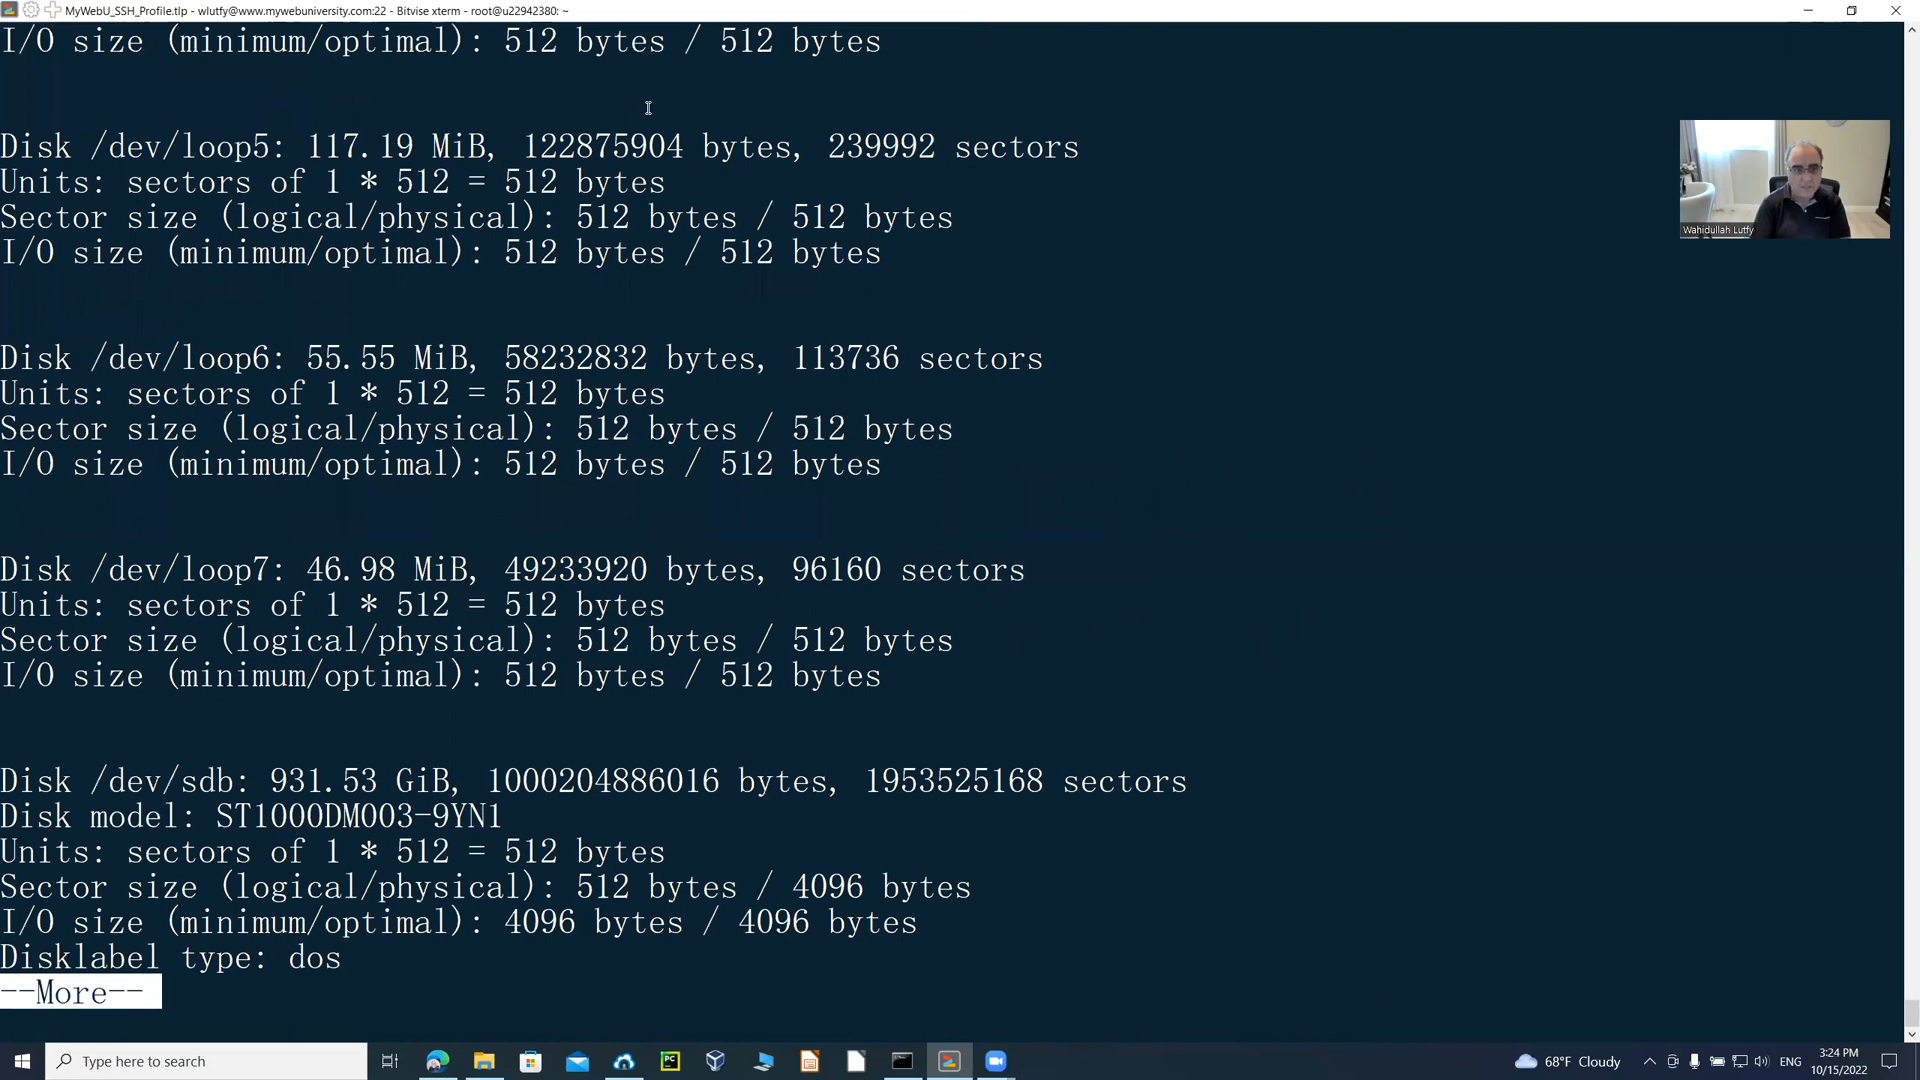 MyWebU_SSH_Profile.tlp - wlutfy@www.mywebuniversity.com:22 - Bitvise xterm - root@u22942380: ~
I/O size (minimum/optimal): 512 bytes / 512 bytes
Disk /dev/loop5: 117.19 MiB, 122875904 bytes, 239992 sectors
Units: sectors of 1 * 512 = 512 bytes
Sector size (logical/physical): 512 bytes / 512 bytes
I/O size (minimum/optimal): 512 bytes / 512 bytes
Wahidullah Lutfy
Disk /dev/loop6: 55.55 MiB, 58232832 bytes, 113736 sectors
Units: sectors of 1 * 512 = 512 bytes
Sector size (logical/physical): 512 bytes / 512 bytes
I/O size (minimum/optimal): 512 bytes / 512 bytes
Disk /dev/loop7: 46.98 MiB, 49233920 bytes, 96160 sectors
Units: sectors of 1 * 512 = 512 bytes
Sector size (logical/physical): 512 bytes / 512 bytes
I/O size (minimum/optimal): 512 bytes / 512 bytes
Disk /dev/sdb: 931.53 GiB, 1000204886016 bytes, 1953525168 sectors
Disk model: ST1000DM003-9YN1
Units: sectors of 1 * 512 = 512 bytes
Sector size (logical/physical): 512 bytes / 4096 bytes
I/O size (minimum/optimal): 4096 bytes / 4096 bytes
Disklabel type: dos
--More--
Type here to search
PC
68°F Cloudy
ENG
3:24 PM
10/15/2022